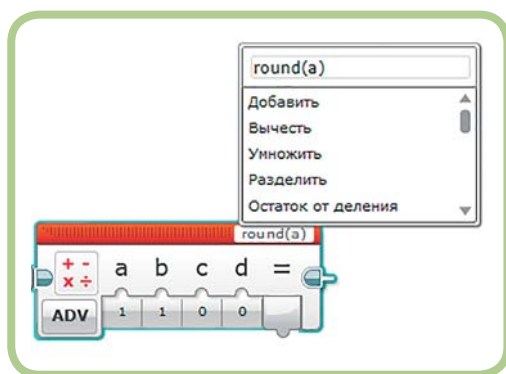 round(a)
Добавить
Вычесть
Умножить
Разделить
Остаток от деления
round(a)
+ -
x ÷
a b c d =
ADV 1 1 0 0